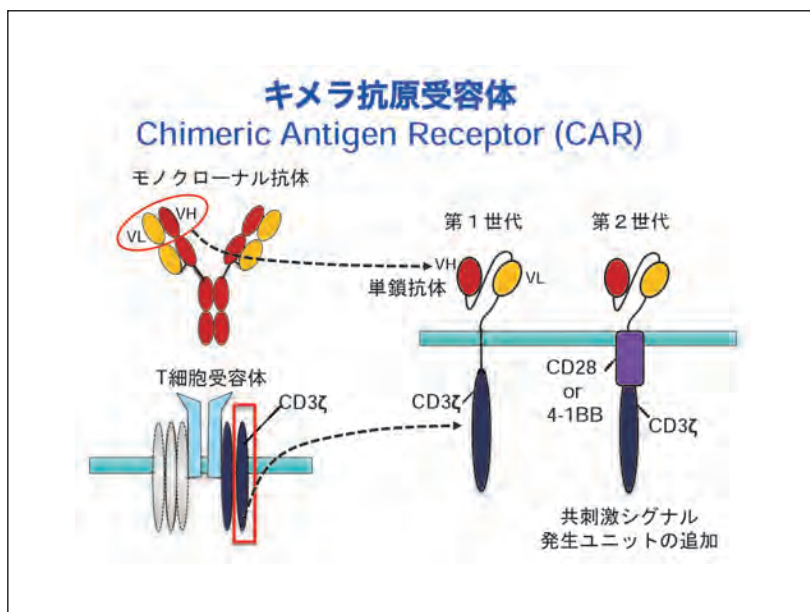 キメラ抗原受容体
Chimeric Antigen Receptor (CAR)
モノクローナル抗体
VH
VL
T細胞受容体
CD3ζ
第1世代
第2世代
VH
単鎖抗体
VL
CD3ζ
CD28
or
4-1BB
CD3ζ
共刺激シグナル
発生ユニットの追加